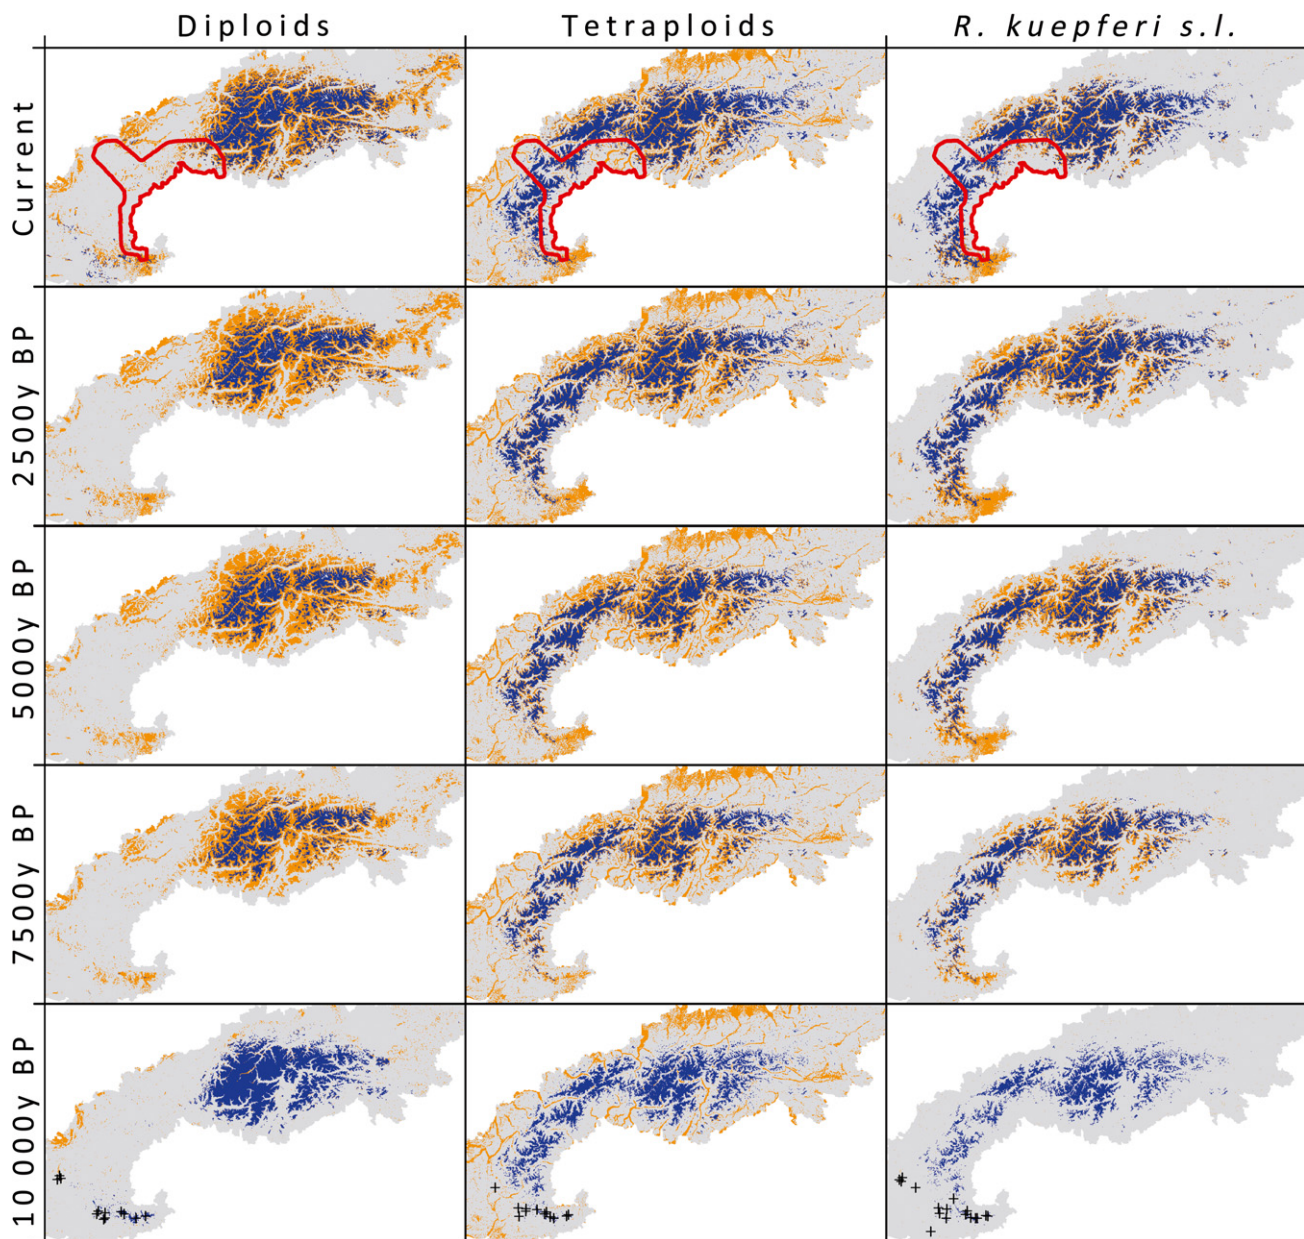 Diploids
Tetraploids
R. kuepferi s.l.
Current
2500y BP
5000y BP
7500y BP
10 000y BP